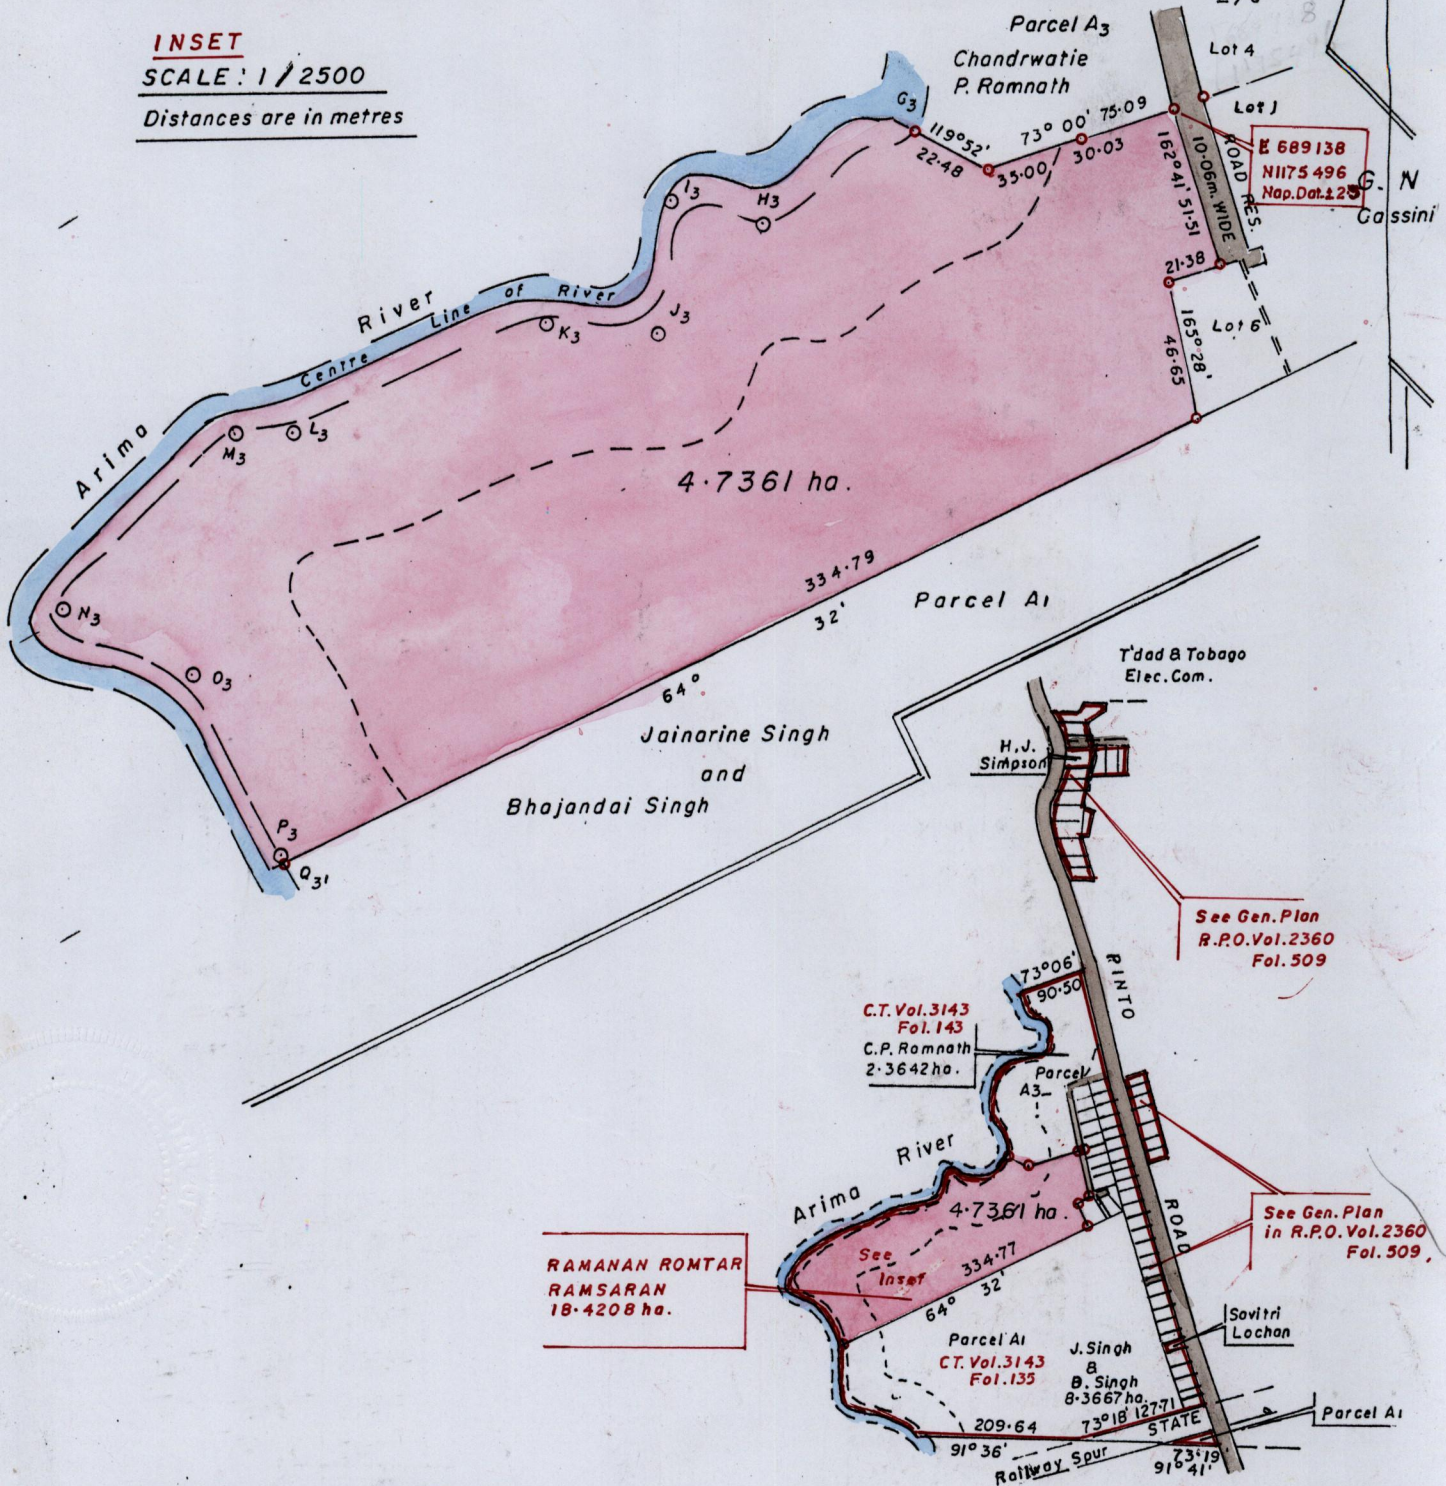 INSET
SCALE: 1/2500
Distances are in metres
Parcel A3
Chandrwatie
P. Ramnath
Lot 4
Lot 1
E 689138
N1175 496
Nap. Dat.
G. N
Cassini
G3
119°52'
22.48
73° 00' 75.09
35.00
30.03
162°41' 51.51
10.06m. WIDE
ROAD RES.
21.38
165°28'
46.65
Lot 6
I3
H3
J3
K3
L3
M3
N3
O3
P3
Q3'
Arima River
Centre Line of River
4.7361 ha.
334.79
64° 32'
Parcel A1
Jainarine Singh
and
Bhajandai Singh
T'dad & Tobago
Elec. Com.
H.J.
Simpson
See Gen. Plan
R.P.O. Vol. 2360
Fol. 509
PINTO ROAD
73°06'
90.50
C.T. Vol. 3143
Fol. 143
C.P. Ramnath
2.3642 ha.
Parcel
A3
Arima River
4.7361 ha.
See
Inset
334.77
64° 32'
RAMANAN ROMTAR
RAMSARAN
18.4208 ha.
See Gen. Plan
in R.P.O. Vol. 2360
Fol. 509
Savitri
Lochan
Parcel A1
CT. Vol. 3143
Fol. 135
J. Singh
&
B. Singh
8.3667 ha.
209.64
91°36'
73°18' 127.71
STATE
Railway Spur
73.19
91°41'
Parcel A1